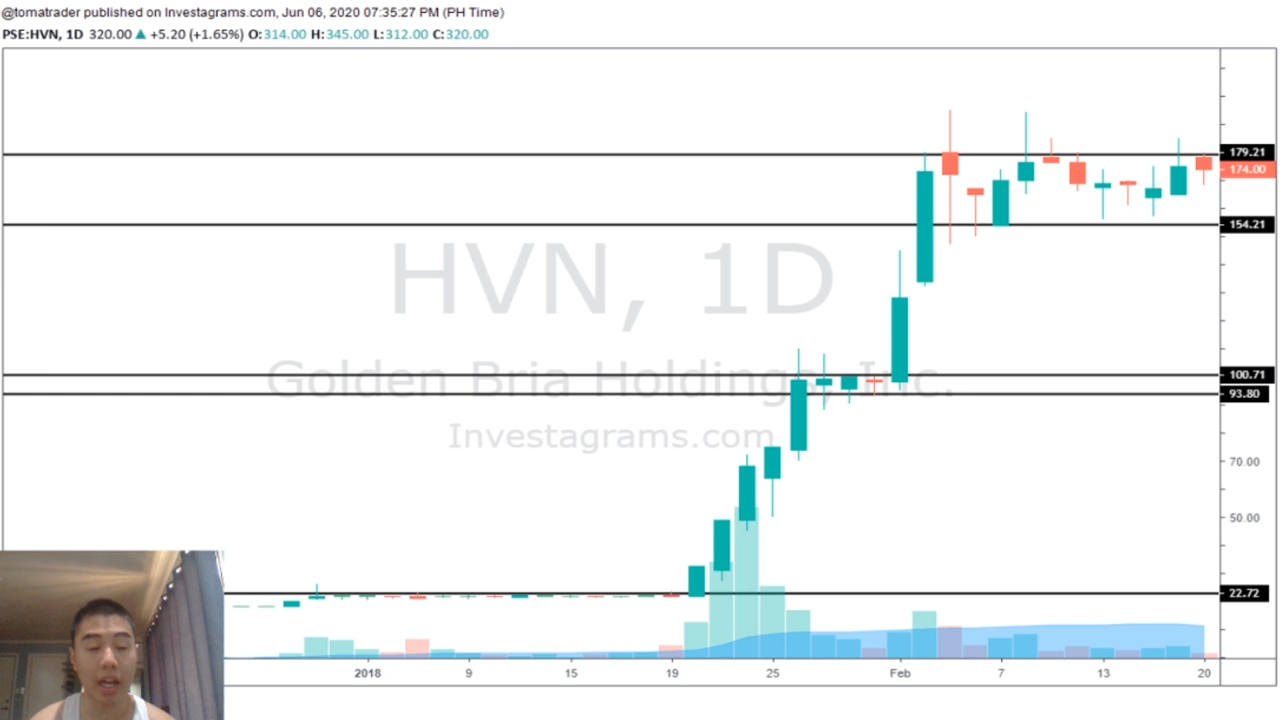 @tomatrader published on Investagrams.com, Jun 06, 2020 07:35:27 PM (PH Time)
PSE:HVN, 1D 320.00 ▲ +5.20 (+1.65%) O:314.00 H:345.00 L:312.00 C:320.00
179.21
174.00
154.21
HVN, 1D
100.71
Golden Bria Holdings, Inc.
93.80
Investagrams.com
70.00
50.00
22.72
2018 9 15 19 25 Feb 7 13 20